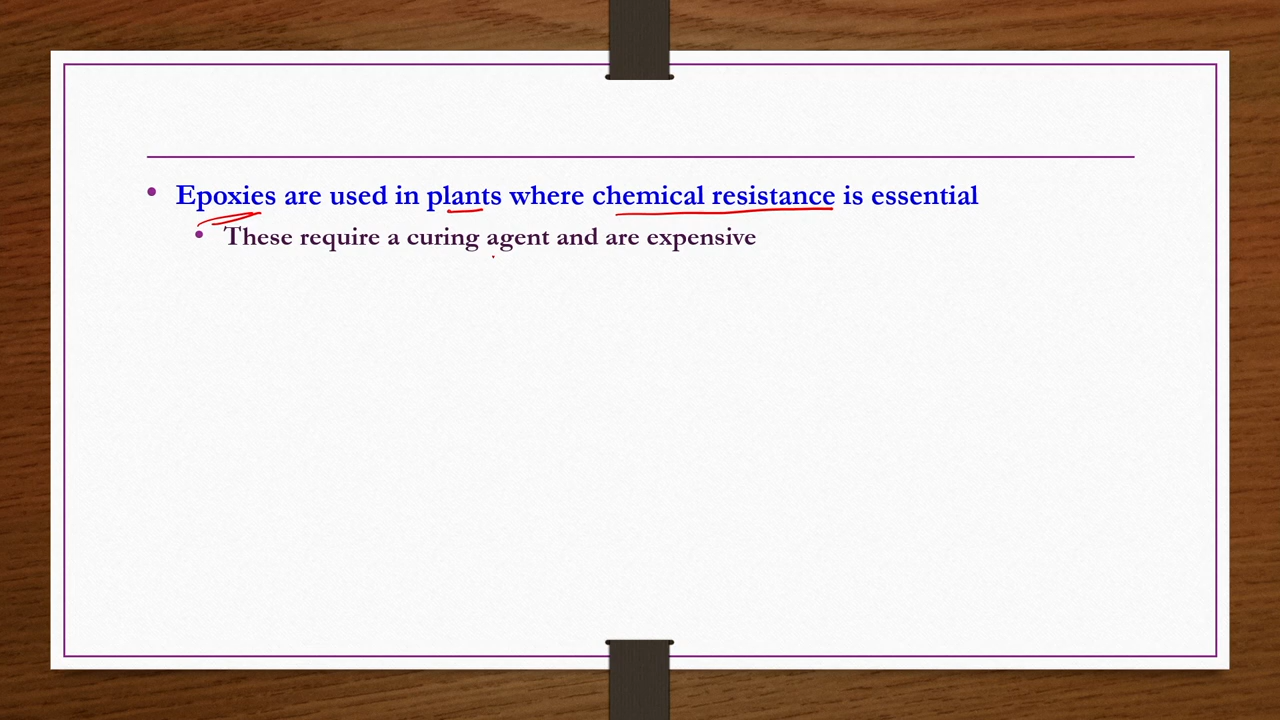 Epoxies are used in plants where chemical resistance is essential
These require a curing agent and are expensive